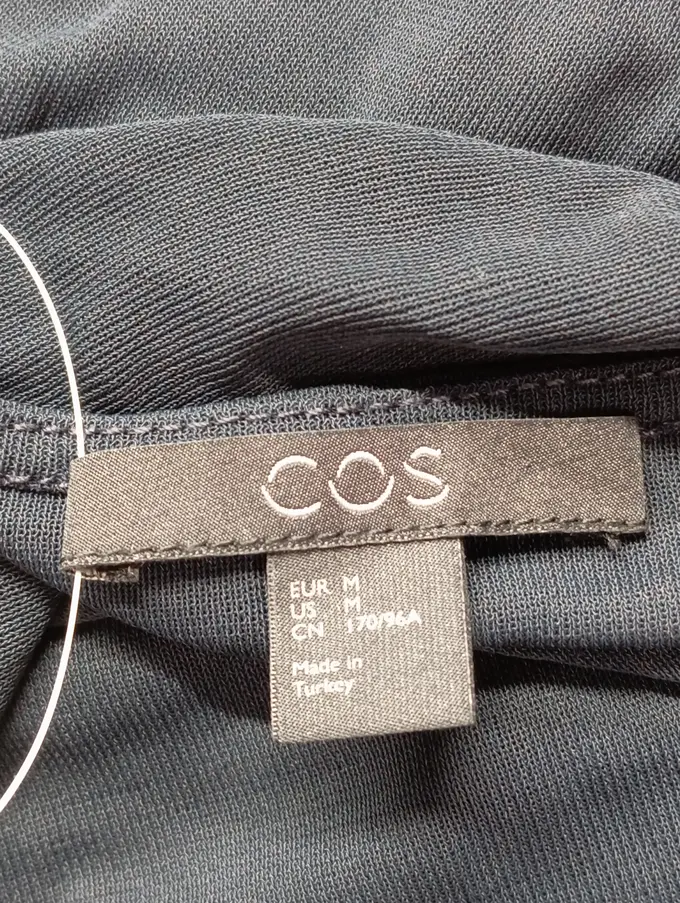 COS
EUR M
US M
CN 170/96A
Made in
Turkey